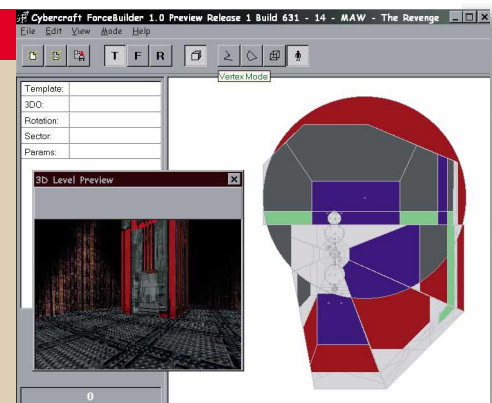 Cybercraft ForceBuilder 1.0 Preview Release 1 Build 631 - 14 - MAW - The Revenge
File Edit View Mode Help
T F R
Vertex Mode
Template:
3DO:
Rotation:
Sector:
Params:
3D Level Preview
0